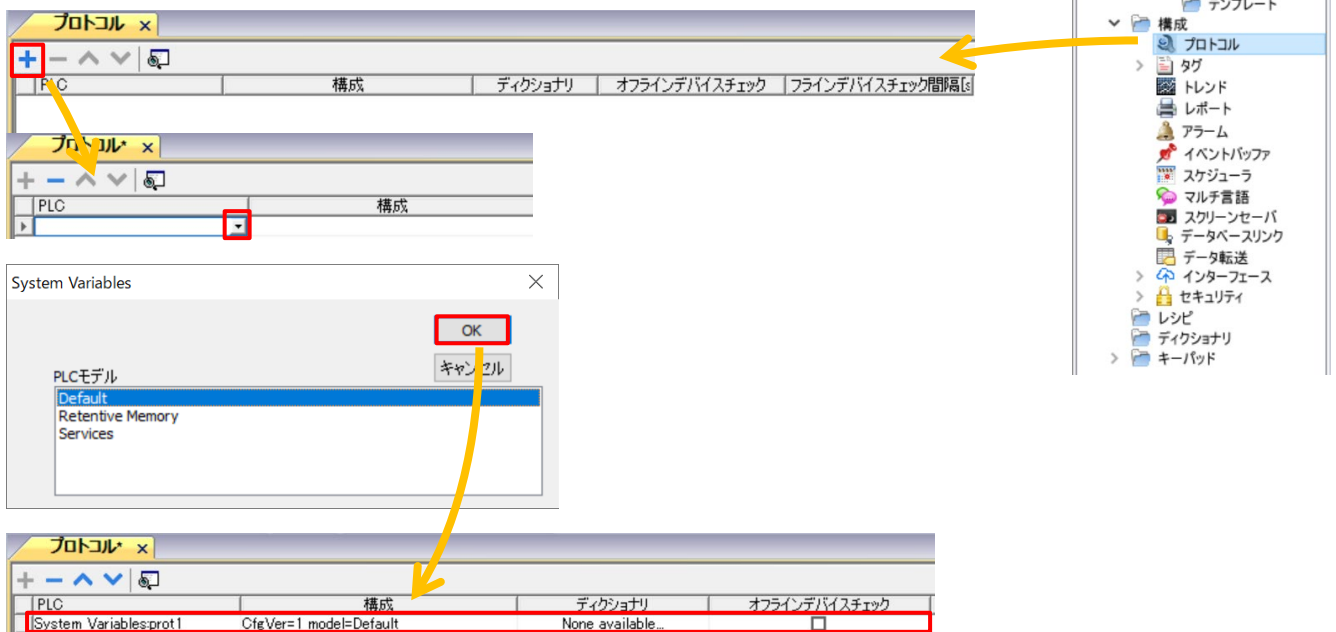 プロトコル x
PLC 構成 ディクショナリ オフラインデバイスチェック フラインデバイスチェック間隔[s
プロトコル* x
PLC 構成
System Variables
OK
キャンセル
PLCモデル
Default
Retentive Memory
Services
プロトコル* x
PLC 構成 ディクショナリ オフラインデバイスチェック
System Variables:prot1 CfgVer=1 model=Default None available...
テンプレート
構成
プロトコル
タグ
トレンド
レポート
アラーム
イベントバッファ
スケジューラ
マルチ言語
スクリーンセーバ
データベースリンク
データ転送
インターフェース
セキュリティ
レシピ
ディクショナリ
キーパッド